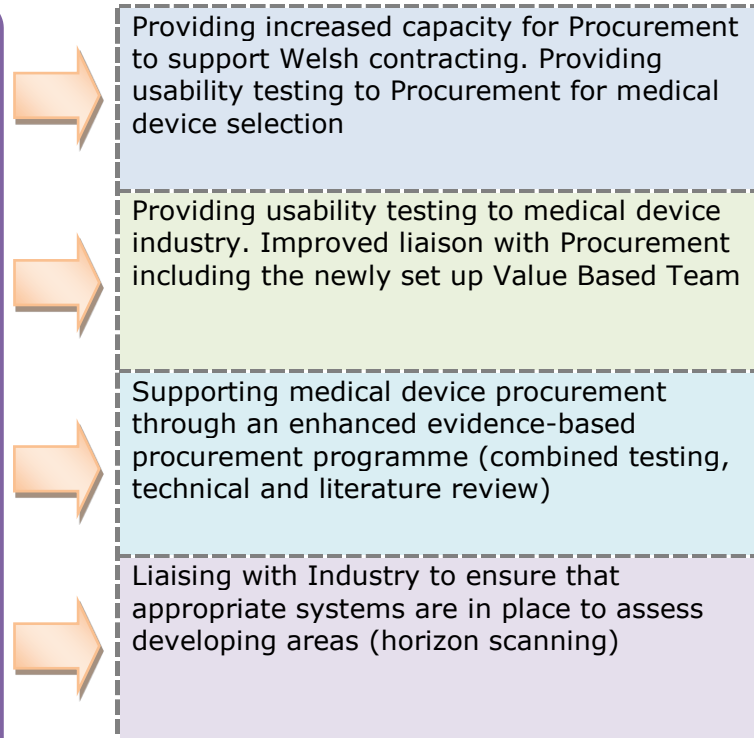 Providing increased capacity for Procurement
to support Welsh contracting. Providing
usability testing to Procurement for medical
device selection
Providing usability testing to medical device
industry. Improved liaison with Procurement
including the newly set up Value Based Team
Supporting medical device procurement
through an enhanced evidence-based
procurement programme (combined testing,
technical and literature review)
Liaising with Industry to ensure that
appropriate systems are in place to assess
developing areas (horizon scanning)